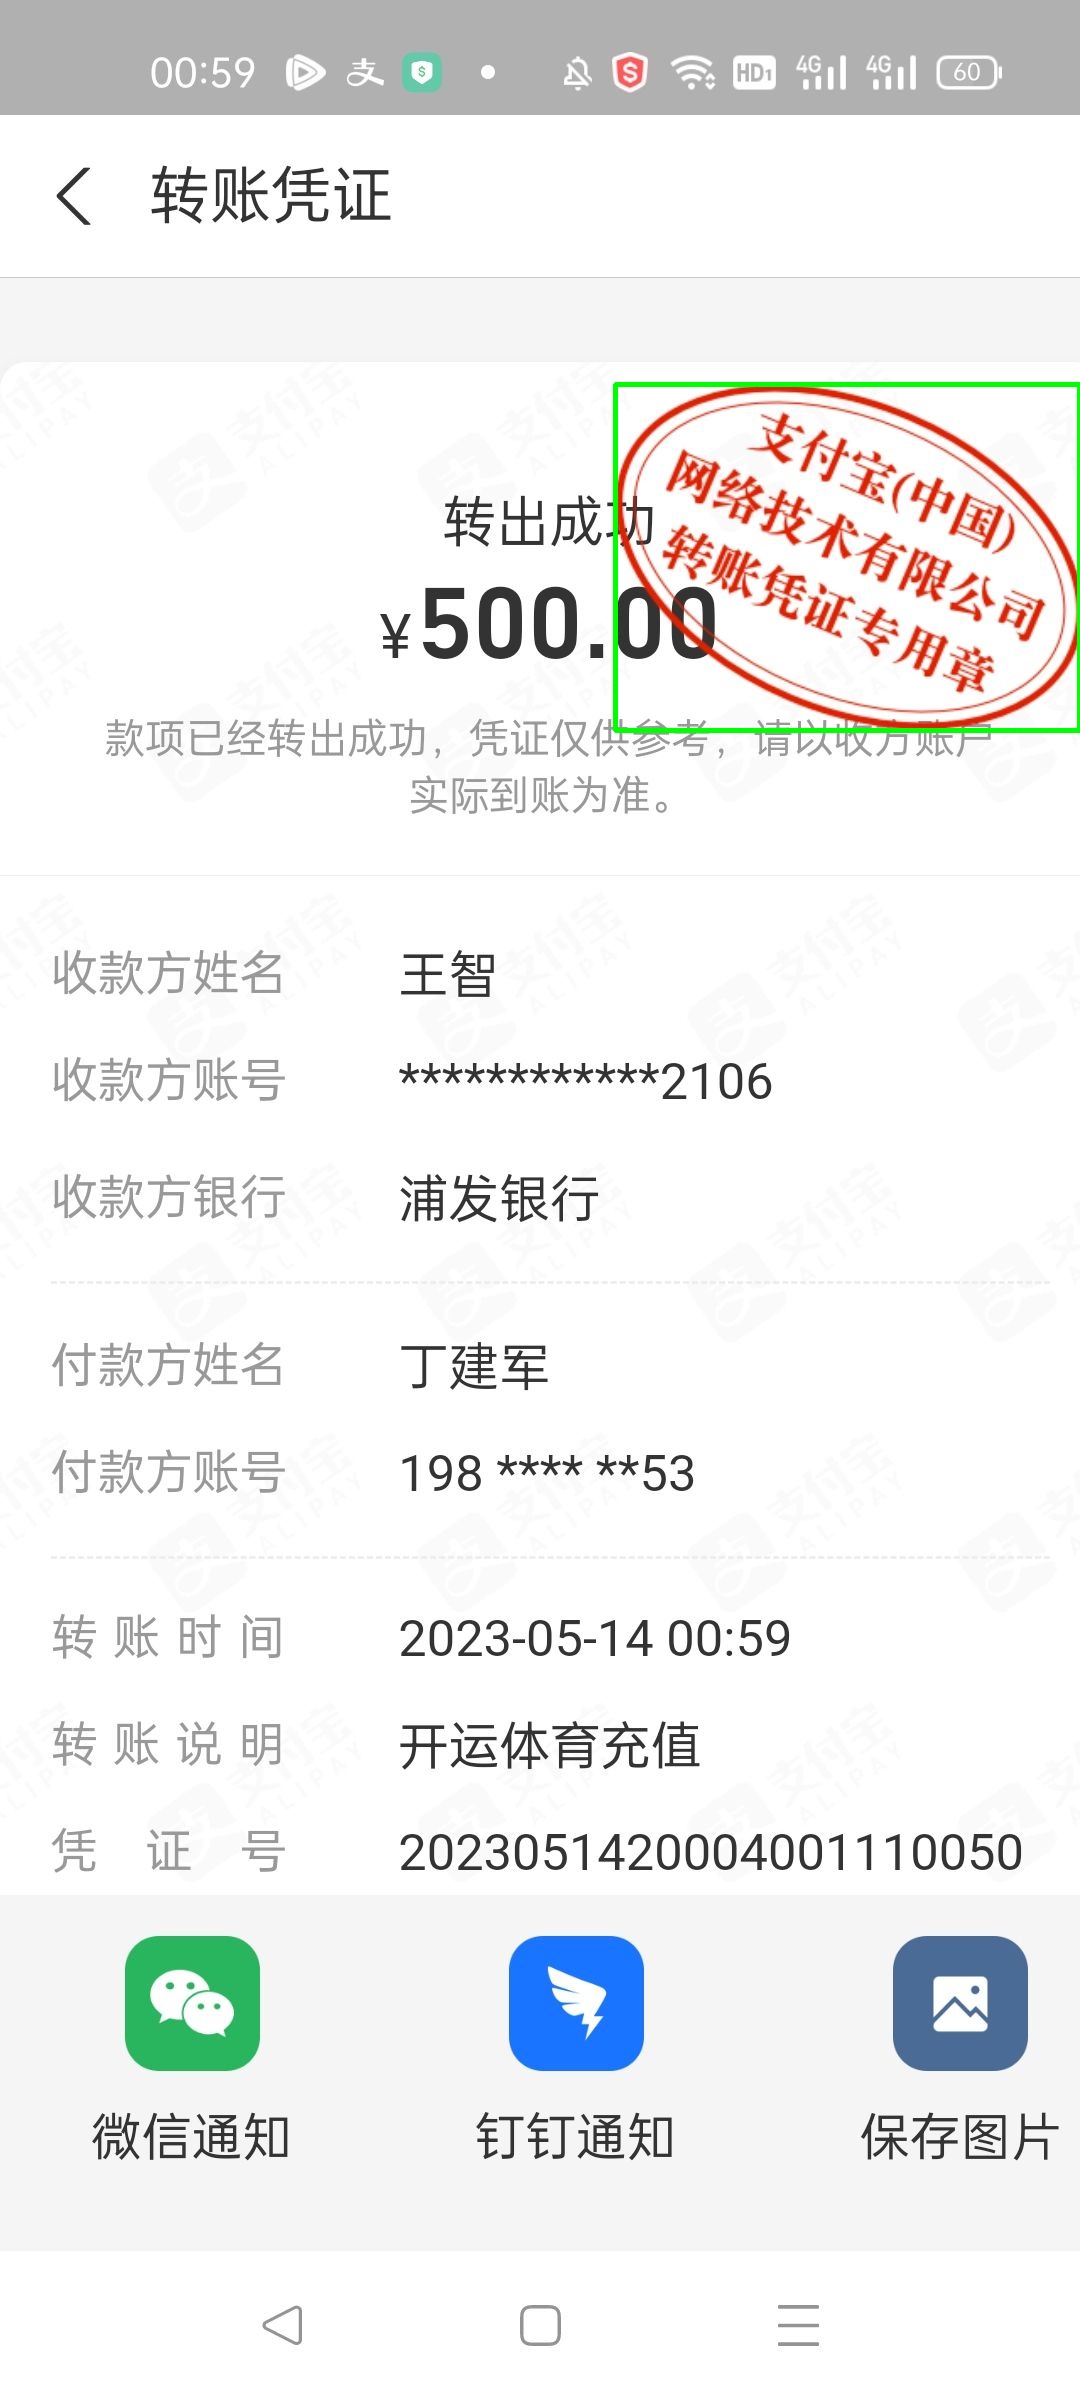 00:59
HD1 4G 4G 60
转账凭证
支付宝(中国)
网络技术有限公司
转账凭证专用章
转出成功
¥500.00
款项已经转出成功，凭证仅供参考，请以收方账户
实际到账为准。
收款方姓名 王智
收款方账号 ************2106
收款方银行 浦发银行
付款方姓名 丁建军
付款方账号 198 **** **53
转账时间 2023-05-14 00:59
转账说明 开运体育充值
凭证号 2023051420004001110050
微信通知 钉钉通知 保存图片
支付宝
ALIPAY